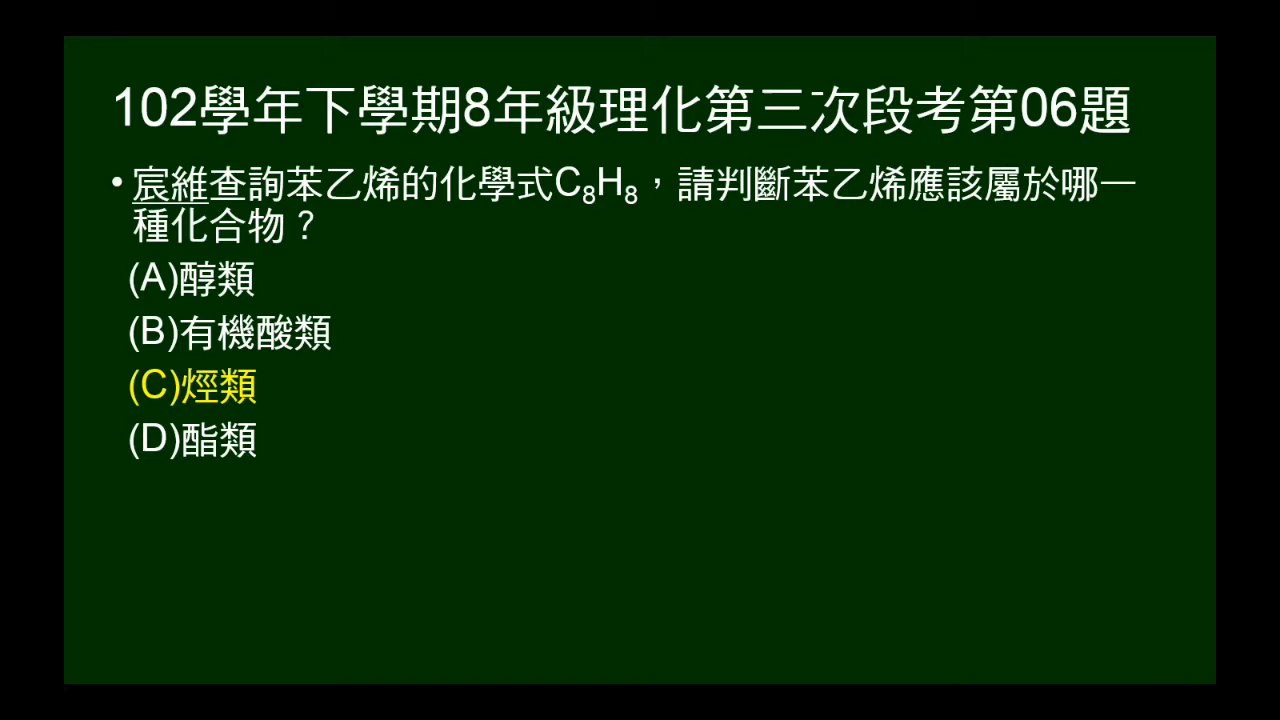 102學年下學期8年級理化第三次段考第06題
• 宸維查詢苯乙烯的化學式C₈H₈，請判斷苯乙烯應該屬於哪一
種化合物？
(A)醇類
(B)有機酸類
(C)烴類
(D)酯類